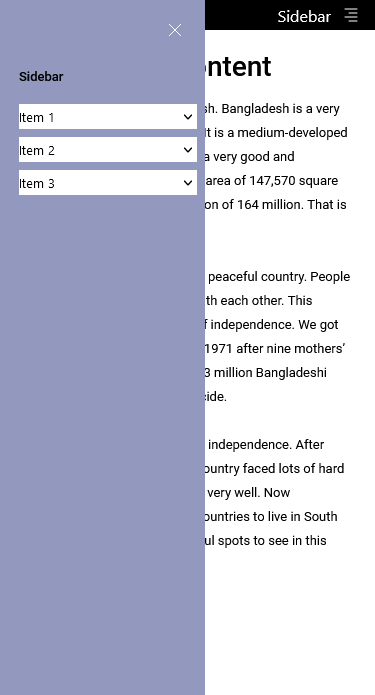 Sidebar
Sidebar
Item 1
Item 2
Item 3
sh. Bangladesh is a very
It is a medium-developed
a very good and
area of 147,570 square
on of 164 million. That is
peaceful country. People
th each other. This
f independence. We got
1971 after nine mothers’
3 million Bangladeshi
cide.
independence. After
ountry faced lots of hard
very well. Now
ountries to live in South
ul spots to see in this